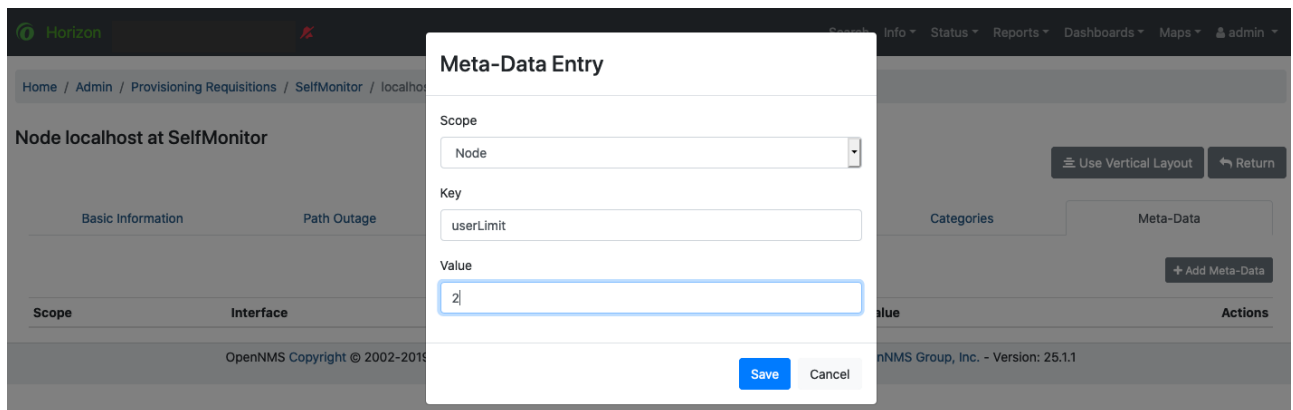 Horizon
Search Info Status Reports Dashboards Maps admin
Meta-Data Entry
Home / Admin / Provisioning Requisitions / SelfMonitor / localhos
Scope
Node
Node localhost at SelfMonitor
Use Vertical Layout Return
Key
userLimit
Basic Information Path Outage Categories Meta-Data
Value
2
+ Add Meta-Data
Scope Interface alue Actions
OpenNMS Copyright © 2002-2019 nNMS Group, Inc. - Version: 25.1.1
Save Cancel